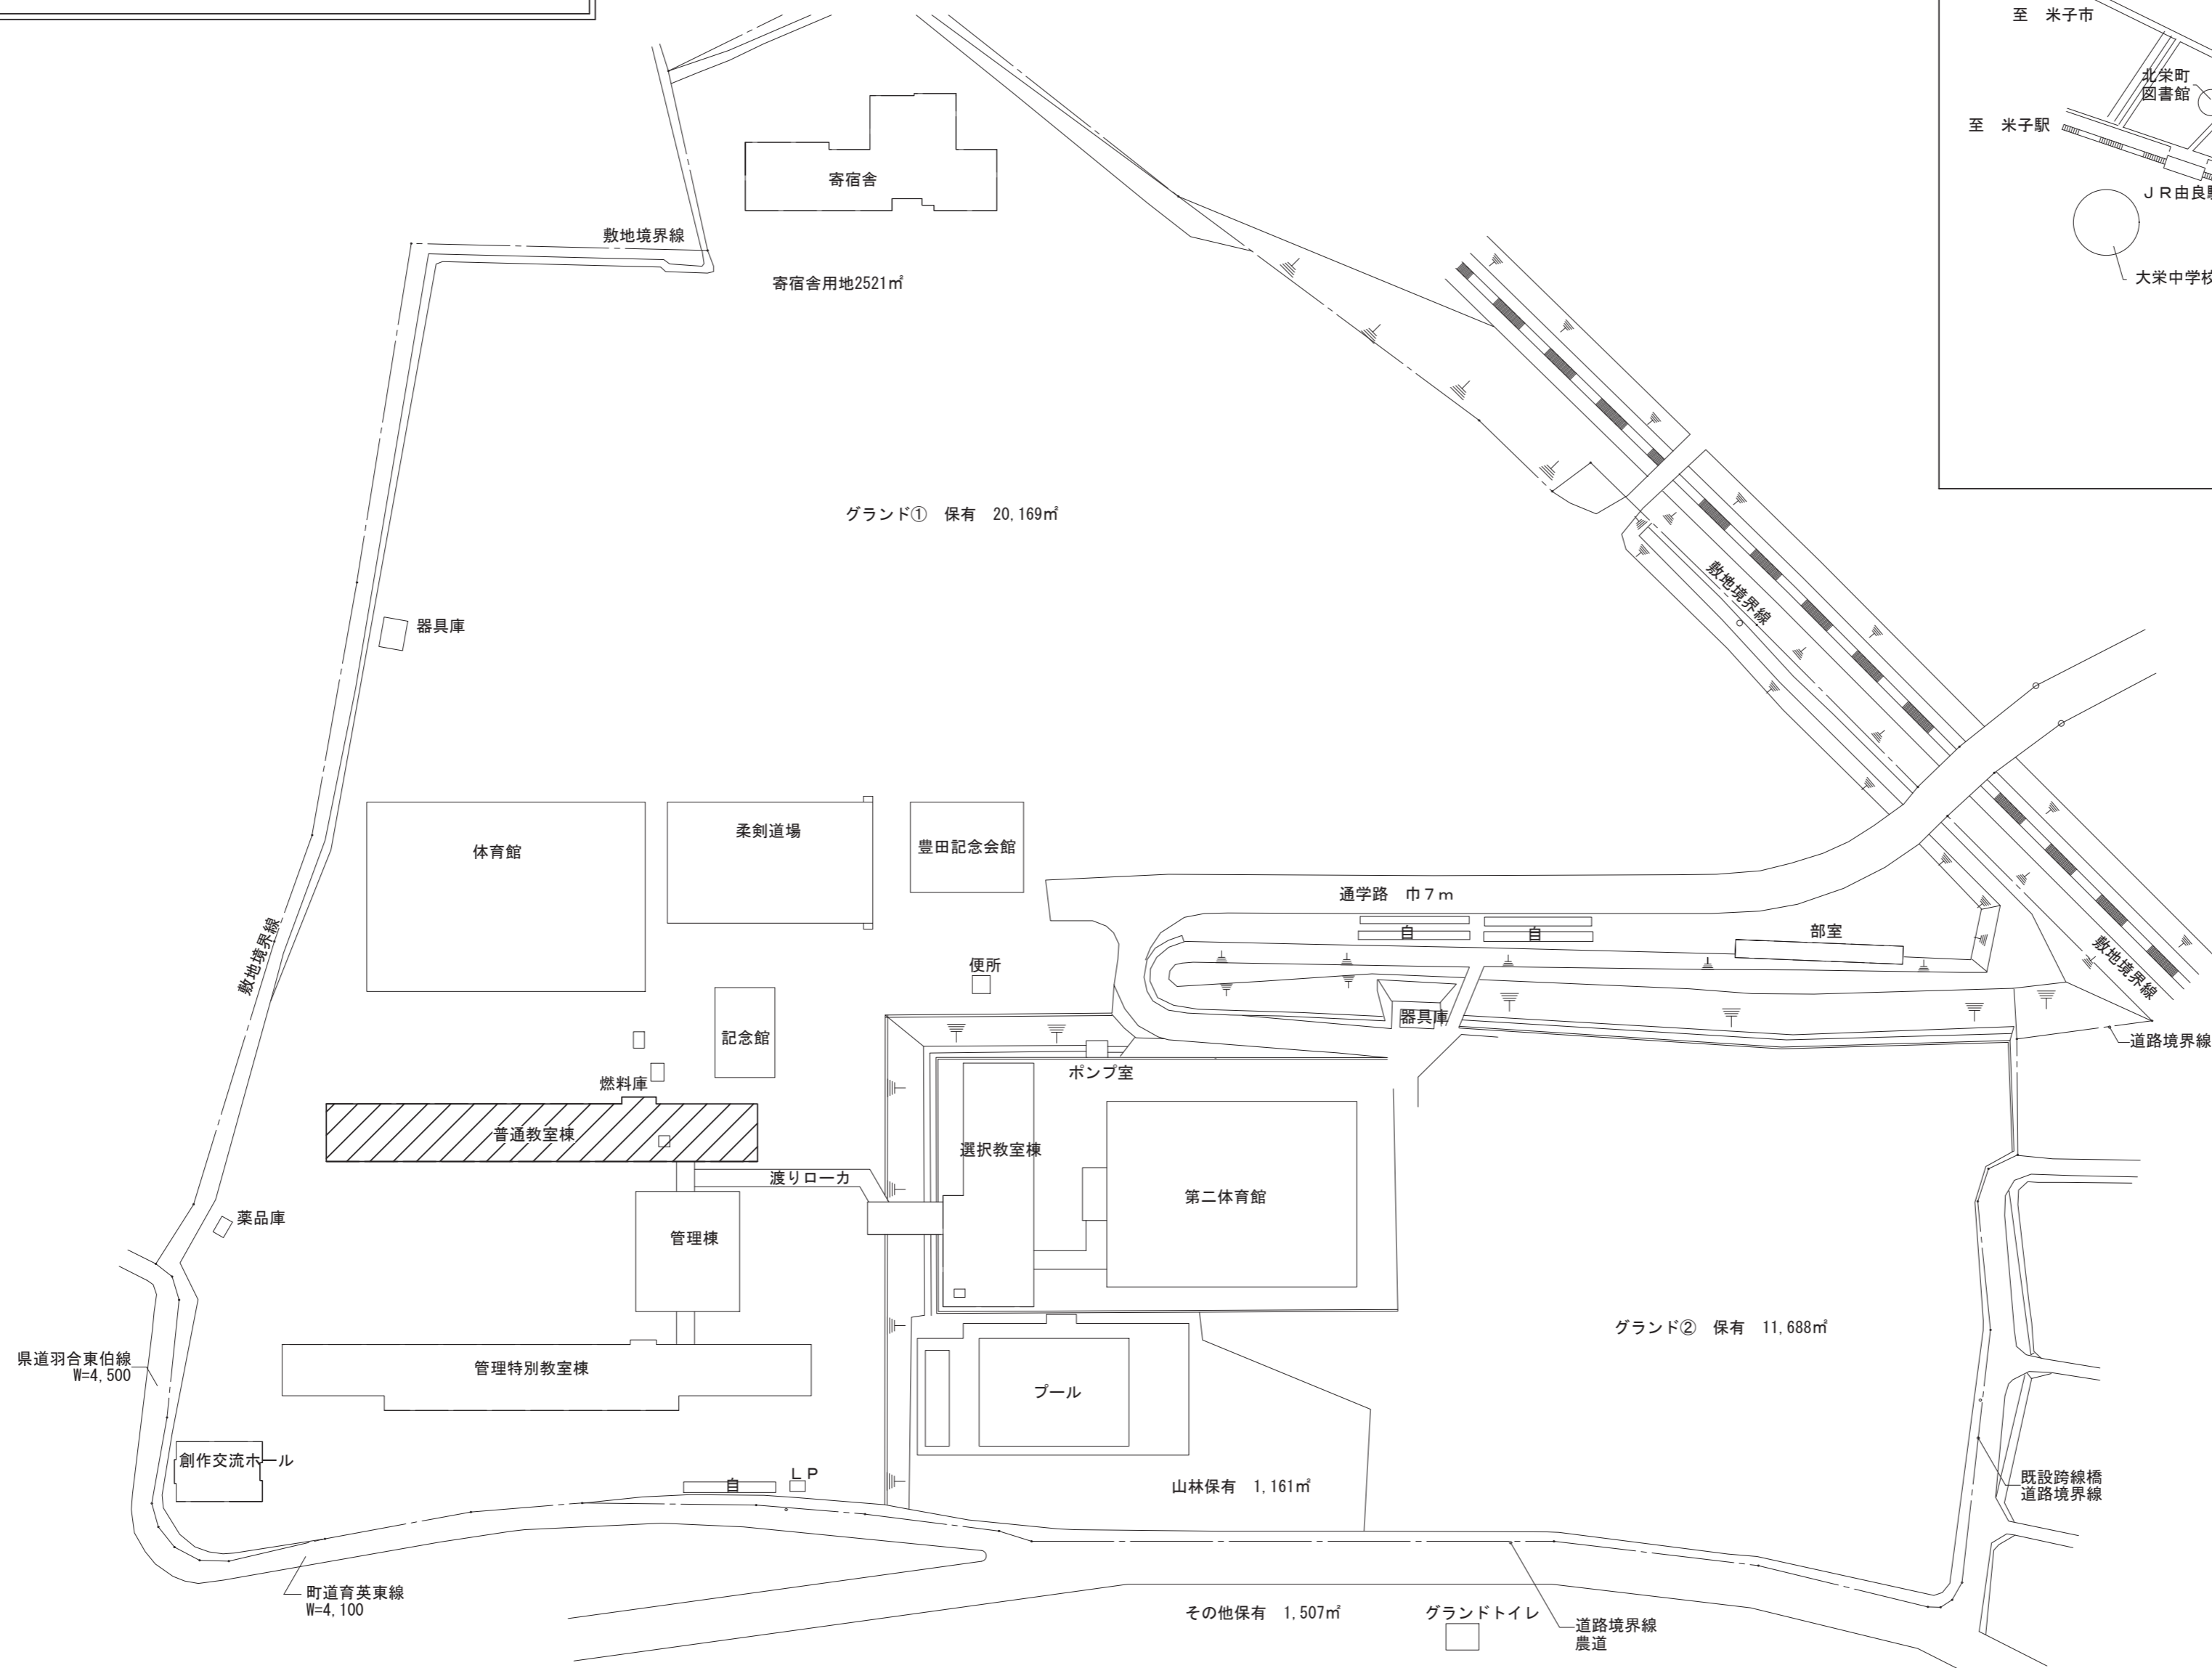 至　米子市
北栄町
図書館
至　米子駅
ＪＲ由良駅
大栄中学校
寄宿舎
敷地境界線
寄宿舎用地2521㎡
グランド①　保有　20,169㎡
敷地境界線
器具庫
体育館
柔剣道場
豊田記念会館
通学路　巾７ｍ
自
自
部室
敷地境界線
敷地境界線
便所
器具庫
記念館
道路境界線
ポンプ室
燃料庫
普通教室棟
選択教室棟
渡りローカ
第二体育館
薬品庫
管理棟
グランド②　保有　11,688㎡
県道羽合東伯線
W=4,500
管理特別教室棟
プール
創作交流ホール
自
ＬＰ
山林保有　1,161㎡
既設跨線橋
道路境界線
町道育英東線
W=4,100
その他保有　1,507㎡
グランドトイレ
道路境界線
農道